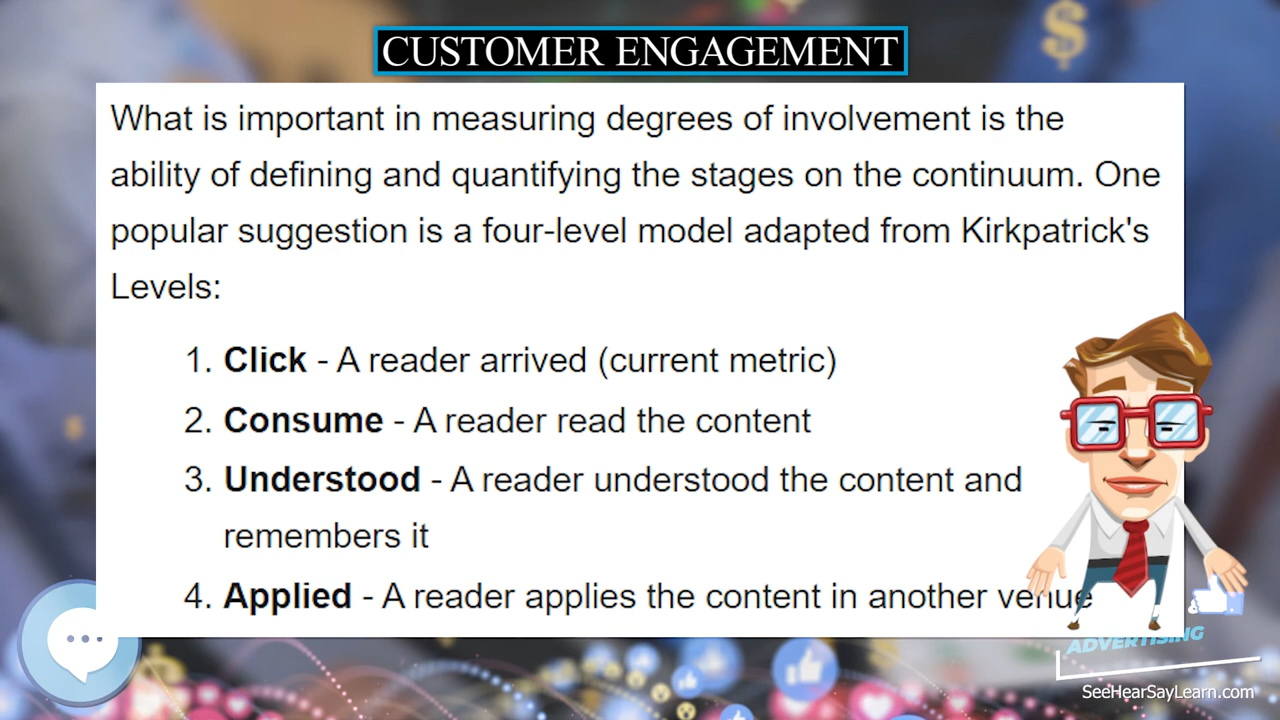 CUSTOMER ENGAGEMENT
What is important in measuring degrees of involvement is the
ability of defining and quantifying the stages on the continuum. One
popular suggestion is a four-level model adapted from Kirkpatrick's
Levels:
1. Click - A reader arrived (current metric)
2. Consume - A reader read the content
3. Understood - A reader understood the content and
remembers it
4. Applied - A reader applies the content in another venue
ADVERTISING
SeeHearSayLearn.com